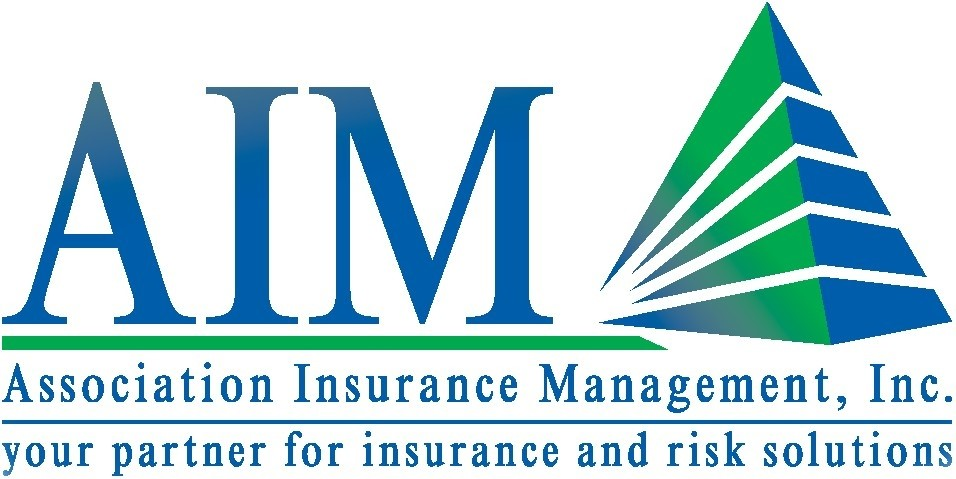 AIM
Association Insurance Management, Inc.
your partner for insurance and risk solutions